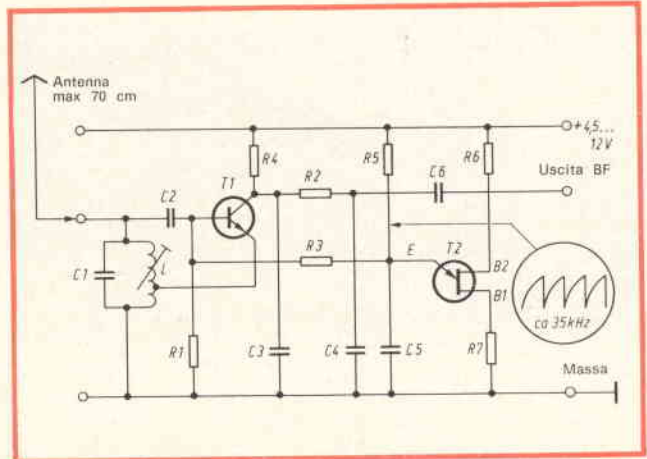 Antenna
max 70 cm
+4,5...
12V
R4
R5
R6
Uscita BF
C2
T1
R2
C6
C1
L
R3
E
T2
B2
B1
R1
C3
C4
C5
R7
ca 35kHz
Massa